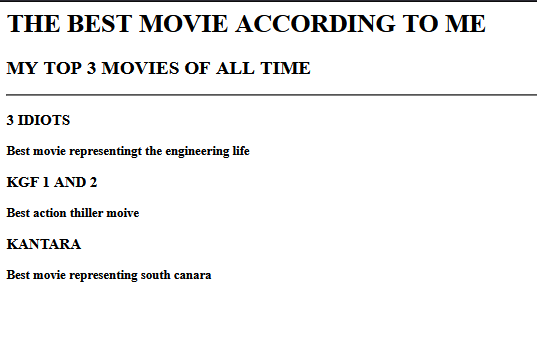 THE BEST MOVIE ACCORDING TO ME
MY TOP 3 MOVIES OF ALL TIME
3 IDIOTS
Best movie representingt the engineering life
KGF 1 AND 2
Best action thiller moive
KANTARA
Best movie representing south canara